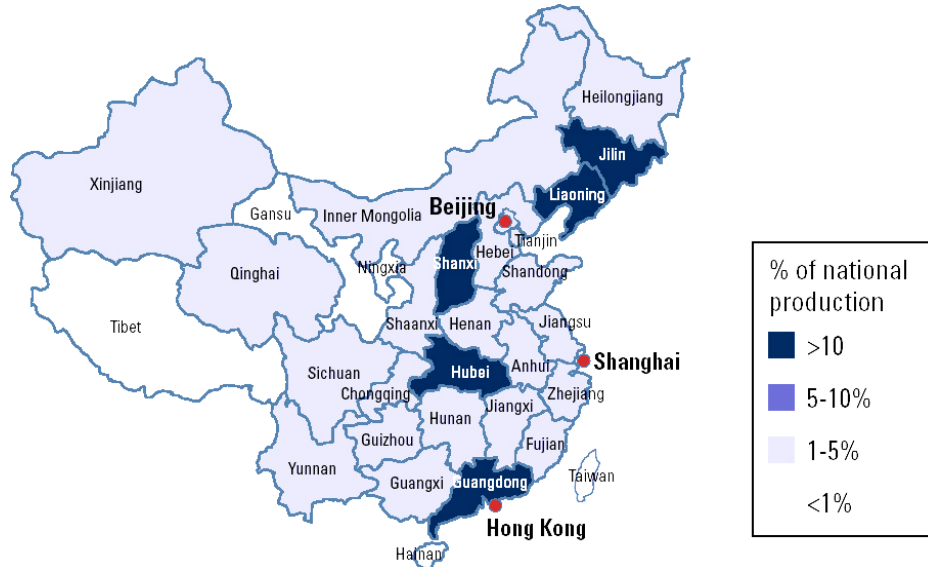 Heilongjiang
Jilin
Xinjiang
Liaoning
Gansu
Inner Mongolia
Beijing
Tianjin
Hebei
Shanxi
Ningxia
Shandong
Qinghai
Tibet
Shaanxi
Henan
Jiangsu
Shanghai
Anhui
Hubei
Sichuan
Chongqing
Zhejiang
Hunan
Jiangxi
Guizhou
Fujian
Yunnan
Taiwan
Guangxi
Guangdong
Hong Kong
Hainan
% of national
production
>10
5-10%
1-5%
<1%